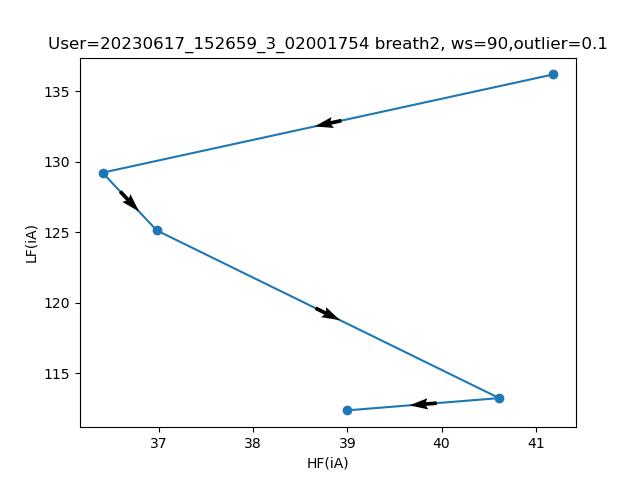 User=20230617_152659_3_02001754 breath2, ws=90,outlier=0.1
135
130
125
120
115
LF(iA)
37 38 39 40 41
HF(iA)